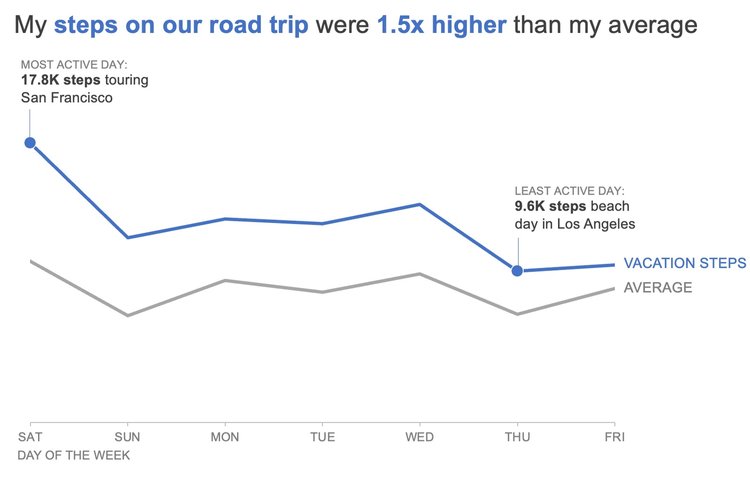 My steps on our road trip were 1.5x higher than my average
MOST ACTIVE DAY:
17.8K steps touring
San Francisco
LEAST ACTIVE DAY:
9.6K steps beach
day in Los Angeles
VACATION STEPS
AVERAGE
SAT SUN MON TUE WED THU FRI
DAY OF THE WEEK